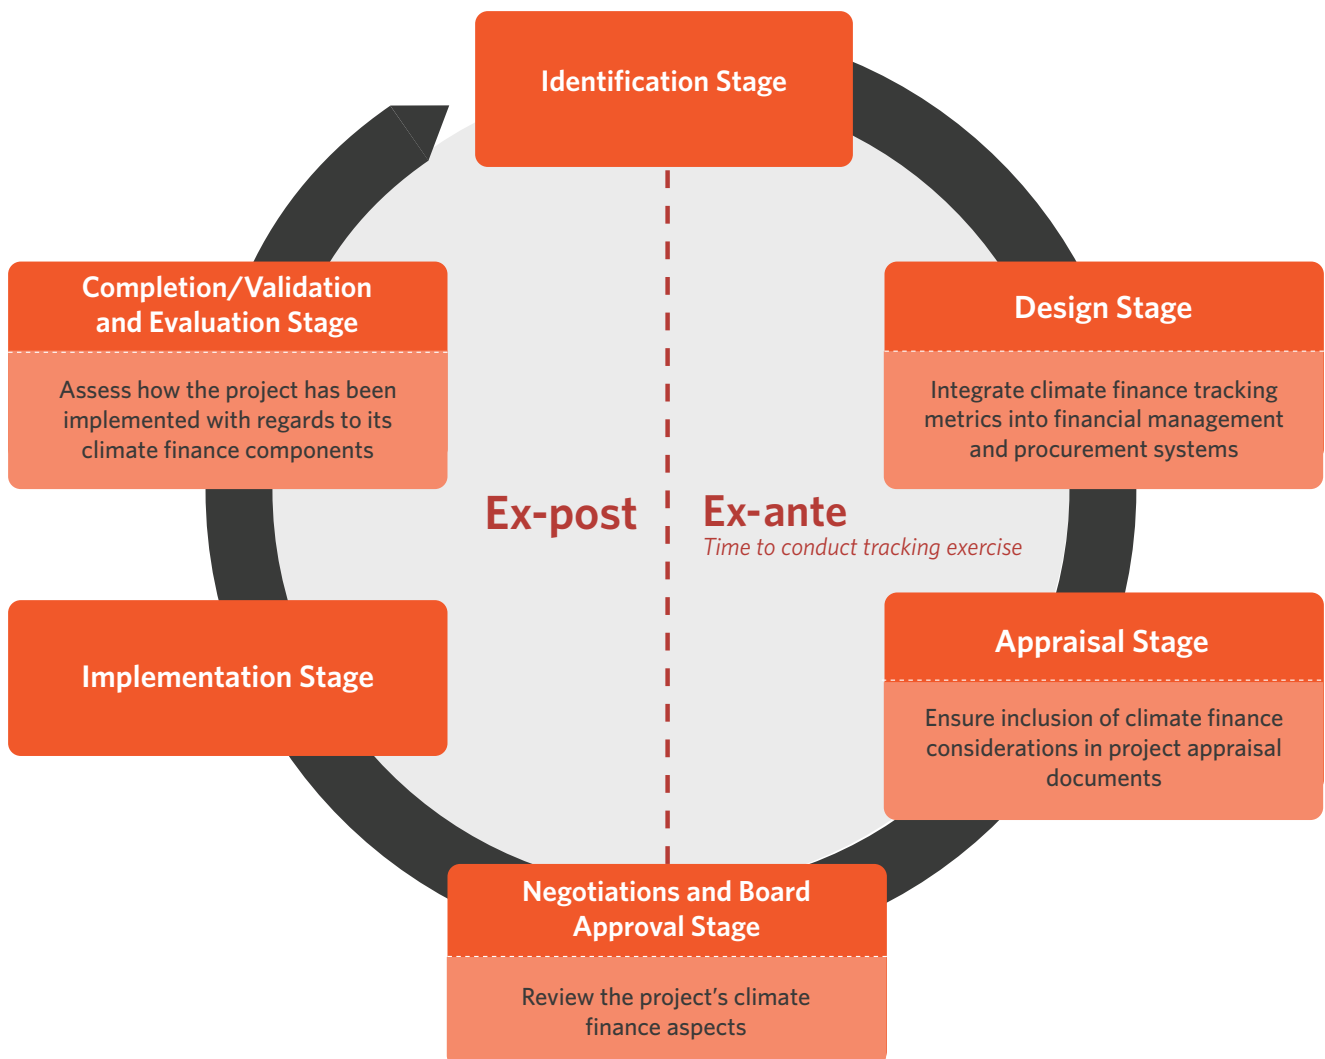 Identification Stage
Design Stage
Integrate climate finance tracking
metrics into financial management
and procurement systems
Appraisal Stage
Ensure inclusion of climate finance
considerations in project appraisal
documents
Negotiations and Board
Approval Stage
Review the project’s climate
finance aspects
Implementation Stage
Completion/Validation
and Evaluation Stage
Assess how the project has been
implemented with regards to its
climate finance components
Ex-post
Ex-ante
Time to conduct tracking exercise